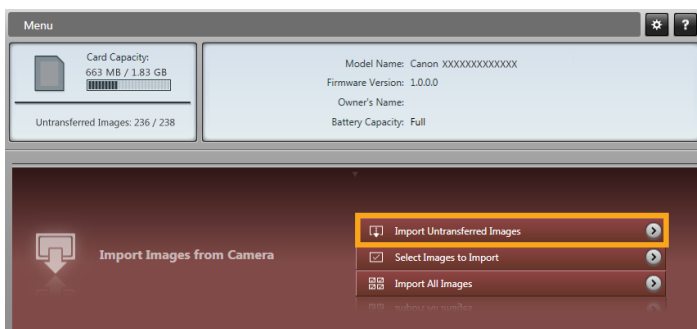 Menu
?
Card Capacity:
663 MB / 1.83 GB
Untransferred Images: 236 / 238
Model Name: Canon XXXXXXXXXXXXX
Firmware Version: 1.0.0.0
Owner's Name:
Battery Capacity: Full
Import Images from Camera
Import Untransferred Images
Select Images to Import
Import All Images